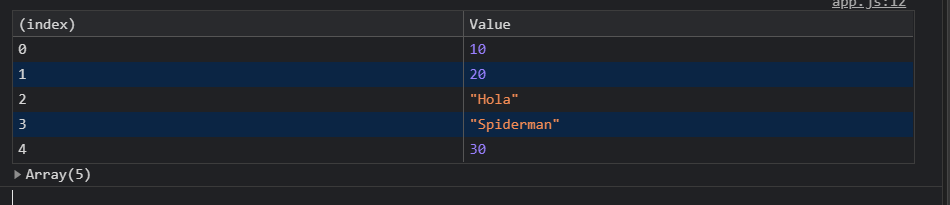 app.js:12
(index) Value
0 10
1 20
2 "Hola"
3 "Spiderman"
4 30
Array(5)